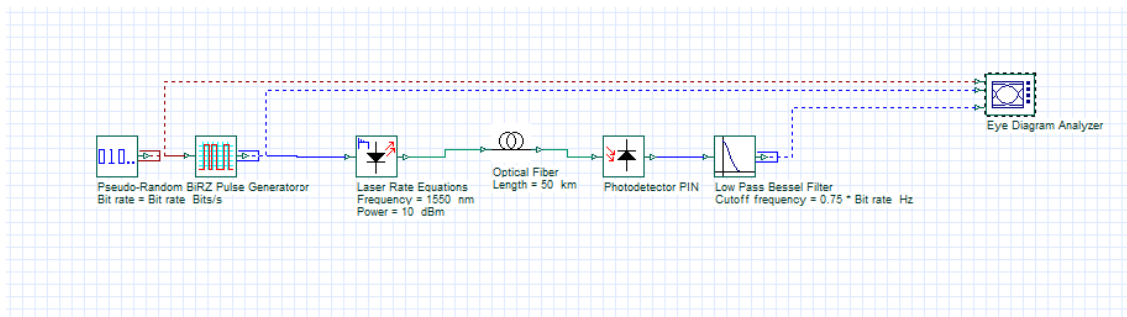 Eye Diagram Analyzer
010..
Pseudo-Random BiRZ Pulse Generatoror
Bit rate = Bit rate Bits/s
Laser Rate Equations
Frequency = 1550 nm
Power = 10 dBm
Optical Fiber
Length = 50 km
Photodetector PIN
Low Pass Bessel Filter
Cutoff frequency = 0.75 * Bit rate Hz